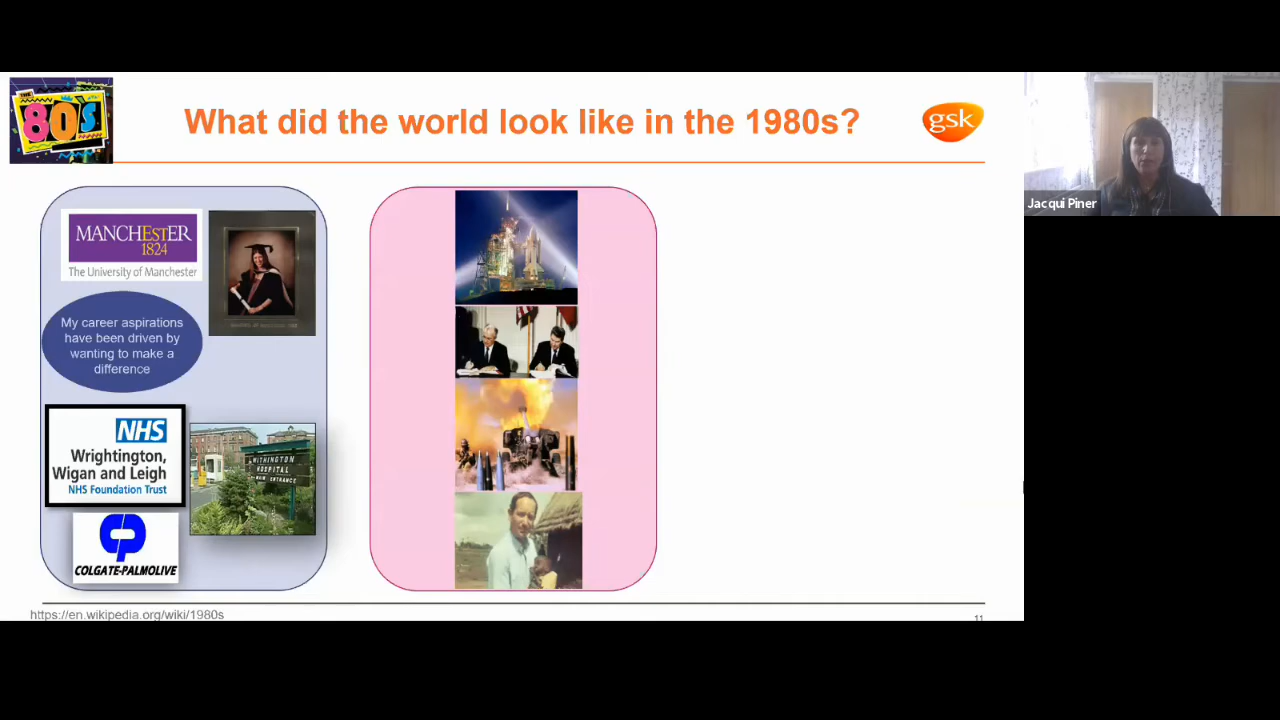 THE
80's
What did the world look like in the 1980s?
gsk
MANCHEsTER
1824
The University of Manchester
My career aspirations
have been driven by
wanting to make a
difference
NHS
Wrightington,
Wigan and Leigh
NHS Foundation Trust
WITHINGTON
HOSPITAL
MAIN ENTRANCE
COLGATE-PALMOLIVE
https://en.wikipedia.org/wiki/1980s
11
Jacqui Piner